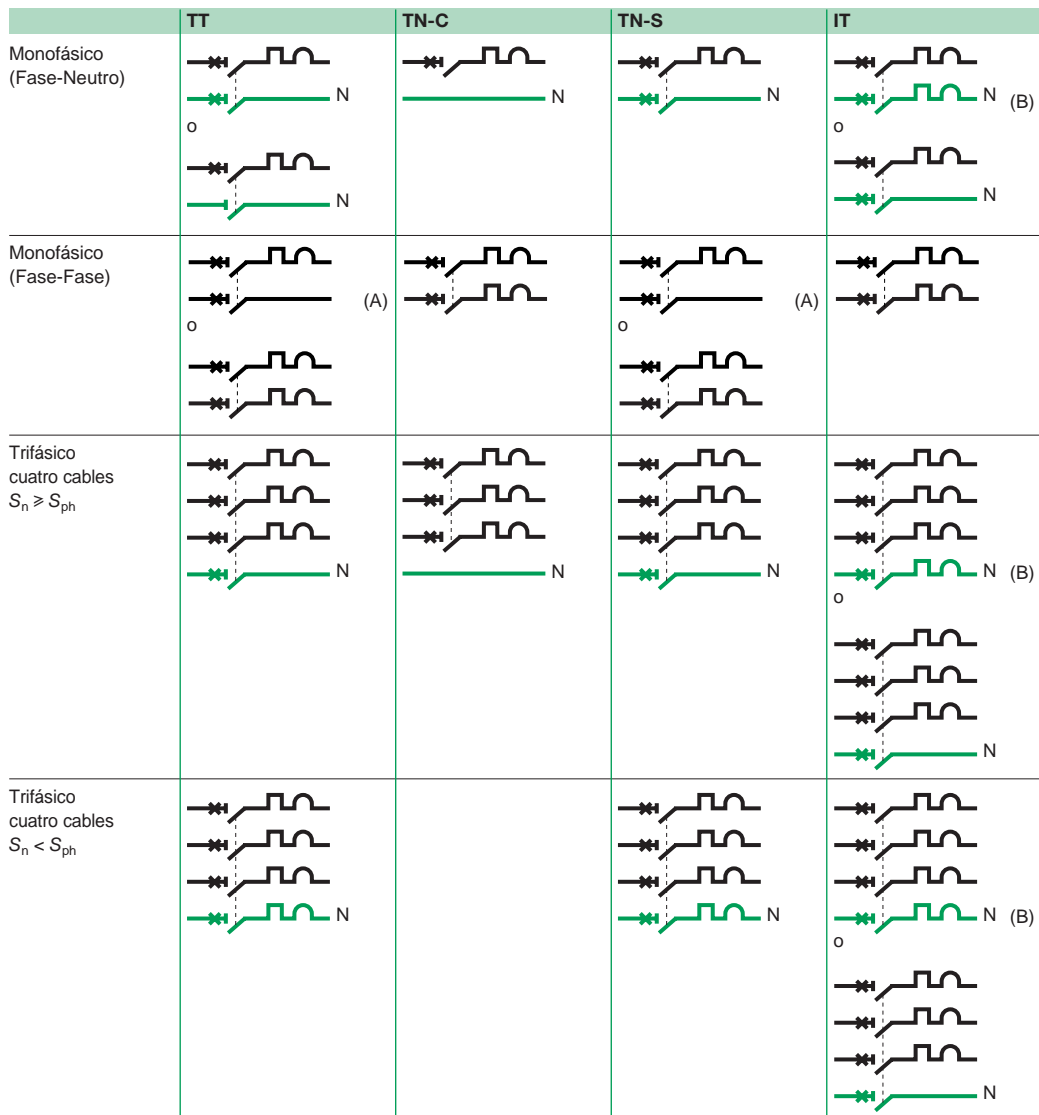 TT TN-C TN-S IT
Monofásico
(Fase-Neutro)
N N N N (B)
o o
N N
Monofásico
(Fase-Fase)
(A) (A)
o o
Trifásico
cuatro cables
Sn ⩾ Sph
N N N N (B)
o
N
Trifásico
cuatro cables
Sn < Sph
N N N (B)
o
N